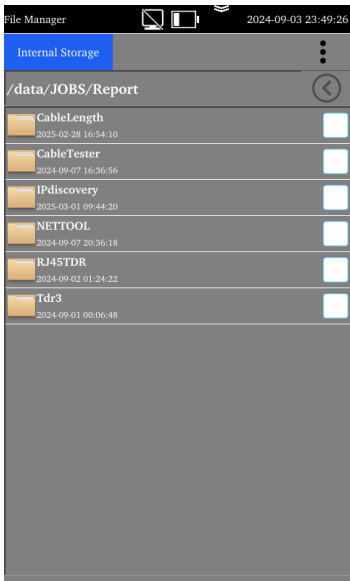 File Manager 2024-09-03 23:49:26
Internal Storage
/data/JOBS/Report
CableLength
2025-02-28 16:54:10
CableTester
2024-09-07 16:36:56
IPdiscovery
2025-03-01 09:44:20
NETTOOL
2024-09-07 20:36:18
RJ45TDR
2024-09-02 01:24:22
Tdr3
2024-09-01 00:06:48